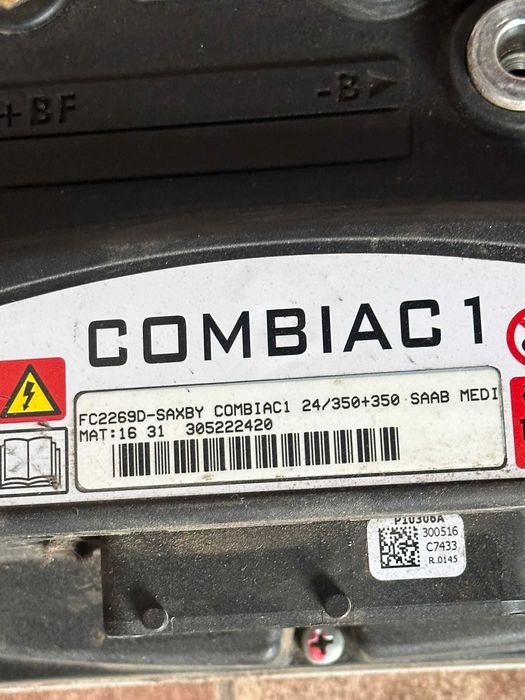 +BF
-B
COMBIAC1
FC2269D-SAXBY COMBIAC1 24/350+350 SAAB MEDI
MAT:16 31 305222420
P10306A
300516
C7433
R.0145